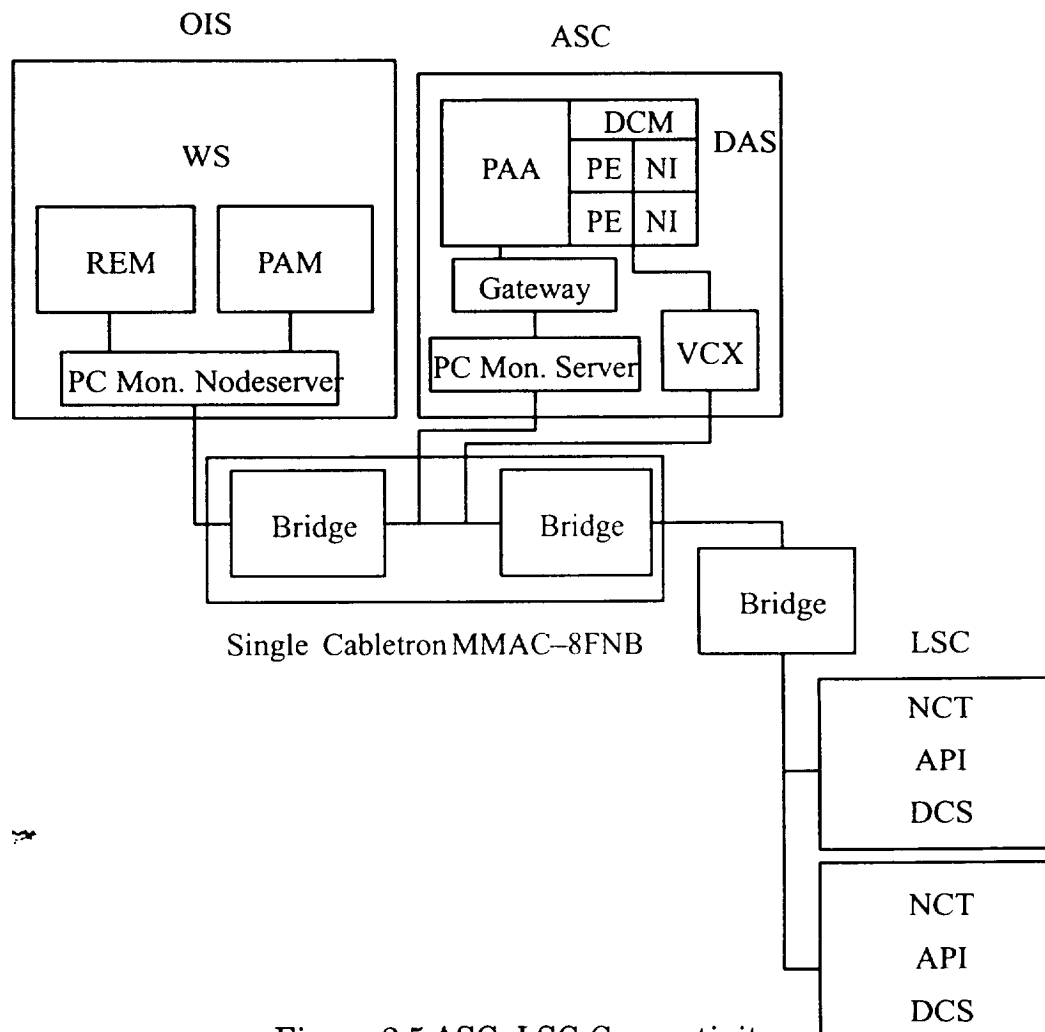 OIS
ASC
WS
REM
PAM
PC Mon. Nodeserver
DAS
PAA
DCM
PE NI
PE NI
Gateway
PC Mon. Server
VCX
Bridge
Bridge
Single Cabletron MMAC–8FNB
Bridge
LSC
NCT
API
DCS
NCT
API
DCS